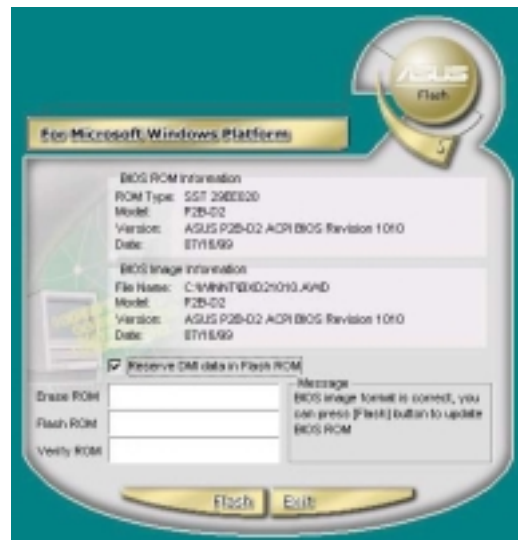 ASUS
Flash
For Microsoft Windows Platform
BIOS ROM Information
ROM Type: SST 29EE020
Model: P2B-D2
Version: ASUS P2B-D2 ACPI BIOS Revision 1010
Date: 07/16/99
BIOS Image Information
File Name:
Model: P2B-D2
Version: ASUS P2B-D2 ACPI BIOS Revision 1010
Date: 07/16/99
Reserve DMI data in Flash ROM
Erase ROM
Flash ROM
Verify ROM
Message
BIOS image format is correct, you
can press [Flash] button to update
BIOS ROM
Flash
Exit